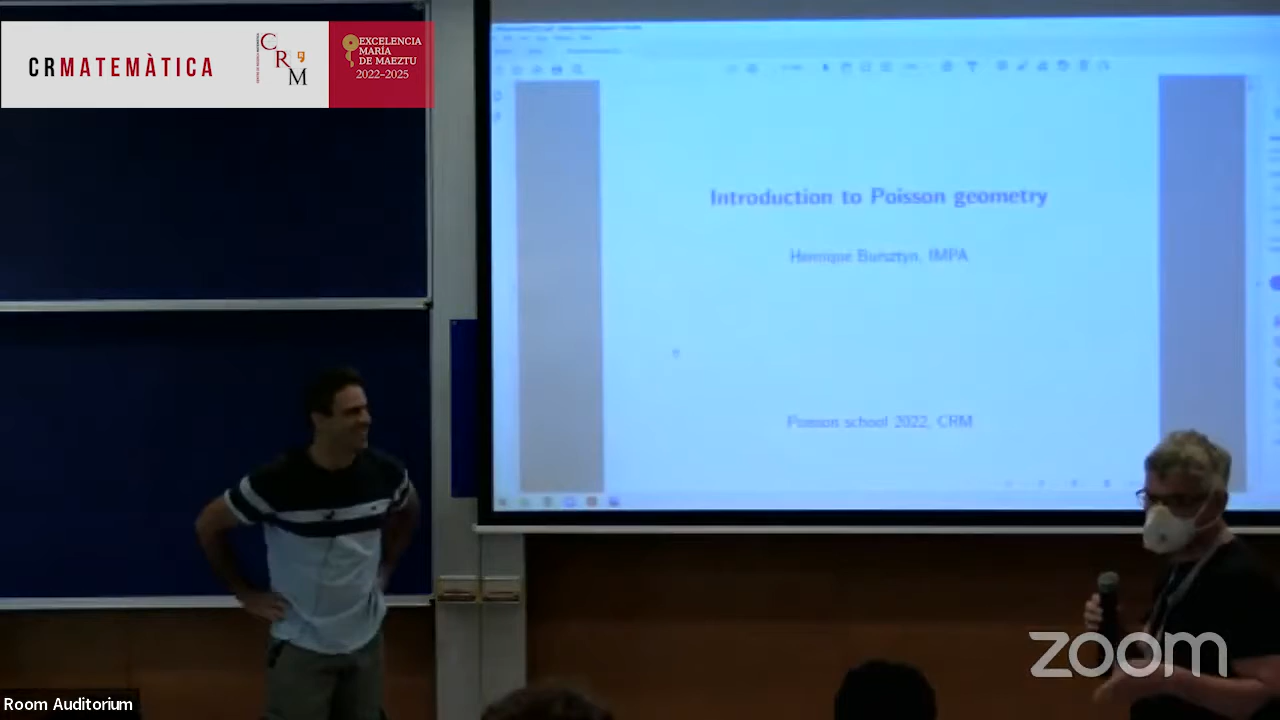 CRMATEMÀTICA
CRM
EXCELENCIA
MARÍA
DE MAEZTU
2022-2025
Introduction to Poisson geometry
Henrique Bursztyn, IMPA
Poisson school 2022, CRM
zoom
Room Auditorium